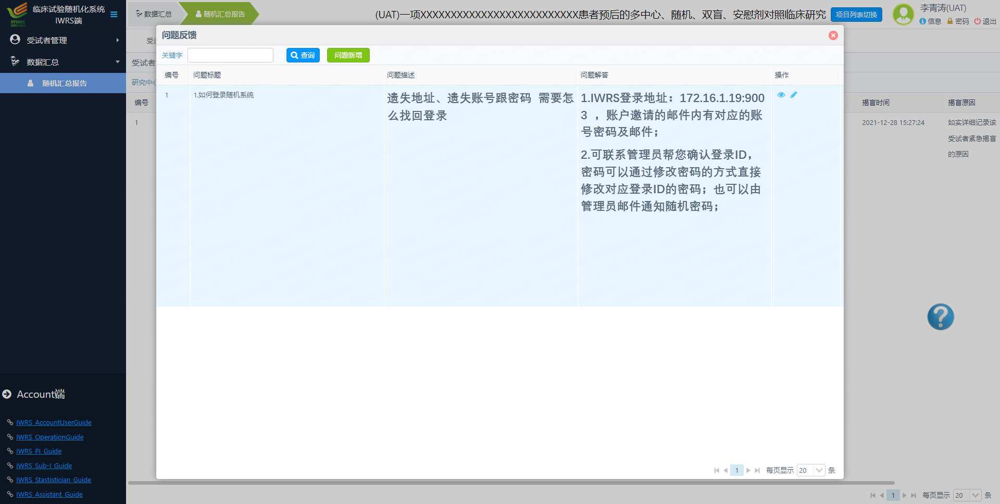 临床试验随机化系统
IWRS端
SYSUCC
受试者管理
数据汇总
随机汇总报告
Account端
IWRS_AccountUserGuide
IWRS_OperationGuide
IWRS_PI_Guide
IWRS_Sub-I_Guide
IWRS_Stastistician_Guide
IWRS_Assistant_Guide
数据汇总
随机汇总报告
(UAT)一项XXXXXXXXXXXXXXXXXXXXXXXXXX患者预后的多中心、随机、双盲、安慰剂对照临床研究
项目列表切换
李青涛(UAT)
信息 密码 退出
受试者
研究中心
编号
1
揭盲时间 揭盲原因
2021-12-28 15:27:24
如实详细记录该
受试者紧急揭盲
的原因
问题反馈
关键字 查询 问题新增
编号 问题标题 问题描述 问题解答 操作
1 1.如何登录随机系统
遗失地址、遗失账号跟密码 需要怎
么找回登录
1.IWRS登录地址：172.16.1.19:900
3 ，账户邀请的邮件内有对应的账
号密码及邮件；
2.可联系管理员帮您确认登录ID，
密码可以通过修改密码的方式直接
修改对应登录ID的密码；也可以由
管理员邮件通知随机密码；
1 每页显示 20 条
1 每页显示 20 条